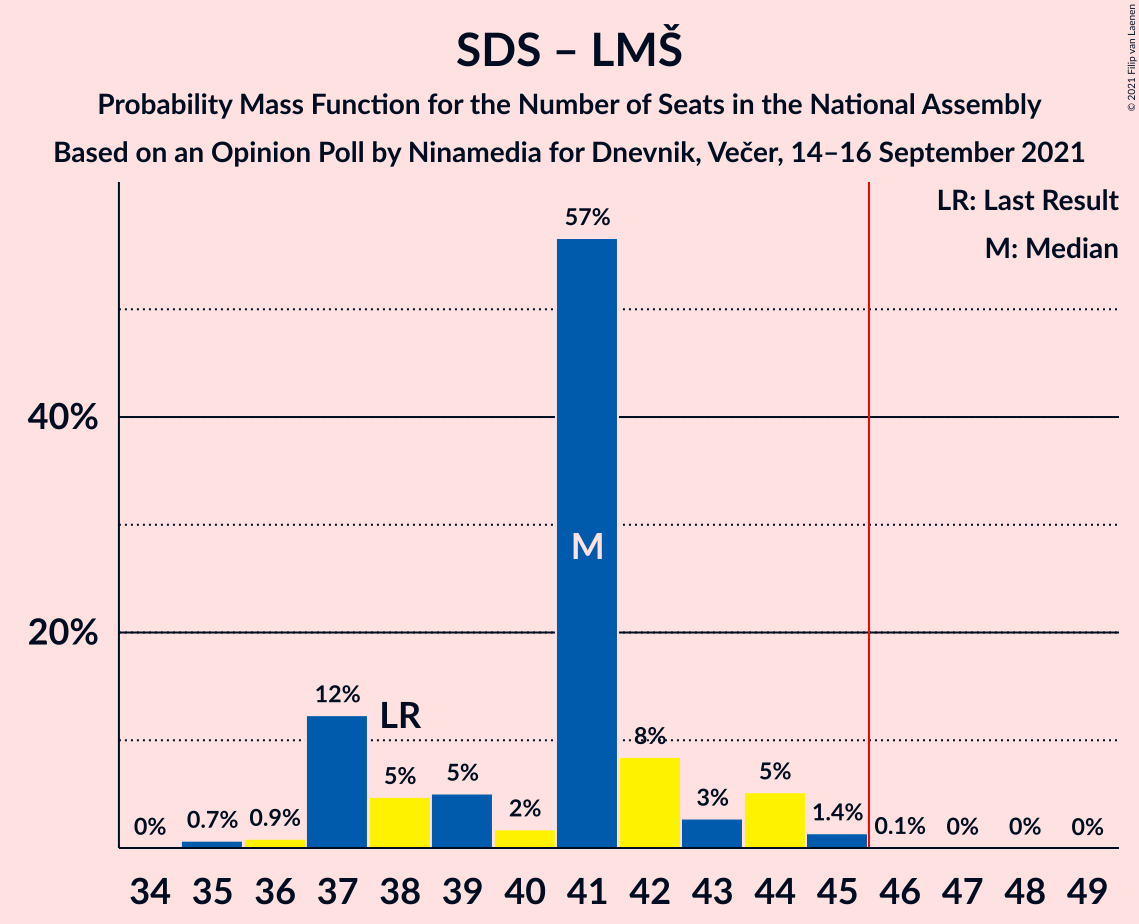 SDS – LMŠ
Probability Mass Function for the Number of Seats in the National Assembly
Based on an Opinion Poll by Ninamedia for Dnevnik, Večer, 14–16 September 2021
© 2021 Filip van Laenen
LR: Last Result
M: Median
57%
40%
M
20%
12%
LR
8%
5%
5%
5%
3%
2%
1.4%
0%
0.7%
0.9%
0.1%
0%
0%
0%
34 35 36 37 38 39 40 41 42 43 44 45 46 47 48 49